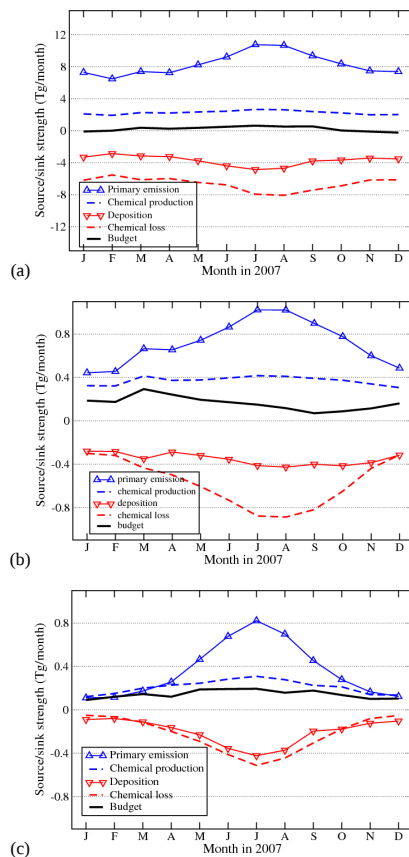 12
8
4
0
-4
-8
-12
Source/sink strength (Tg/month)
Primary emission
Chemical production
Deposition
Chemical loss
Budget
J F M A M J J A S O N D
(a)
Month in 2007
0.8
0.4
0
-0.4
-0.8
Source/sink strength (Tg/month)
primary emission
chemical production
deposition
chemical loss
budget
J F M A M J J A S O N D
(b)
Month in 2007
0.8
0.4
0
-0.4
-0.8
Source/sink strength (Tg/month)
Primary emission
Chemical production
Deposition
Chemical loss
Budget
J F M A M J J A S O N D
(c)
Month in 2007